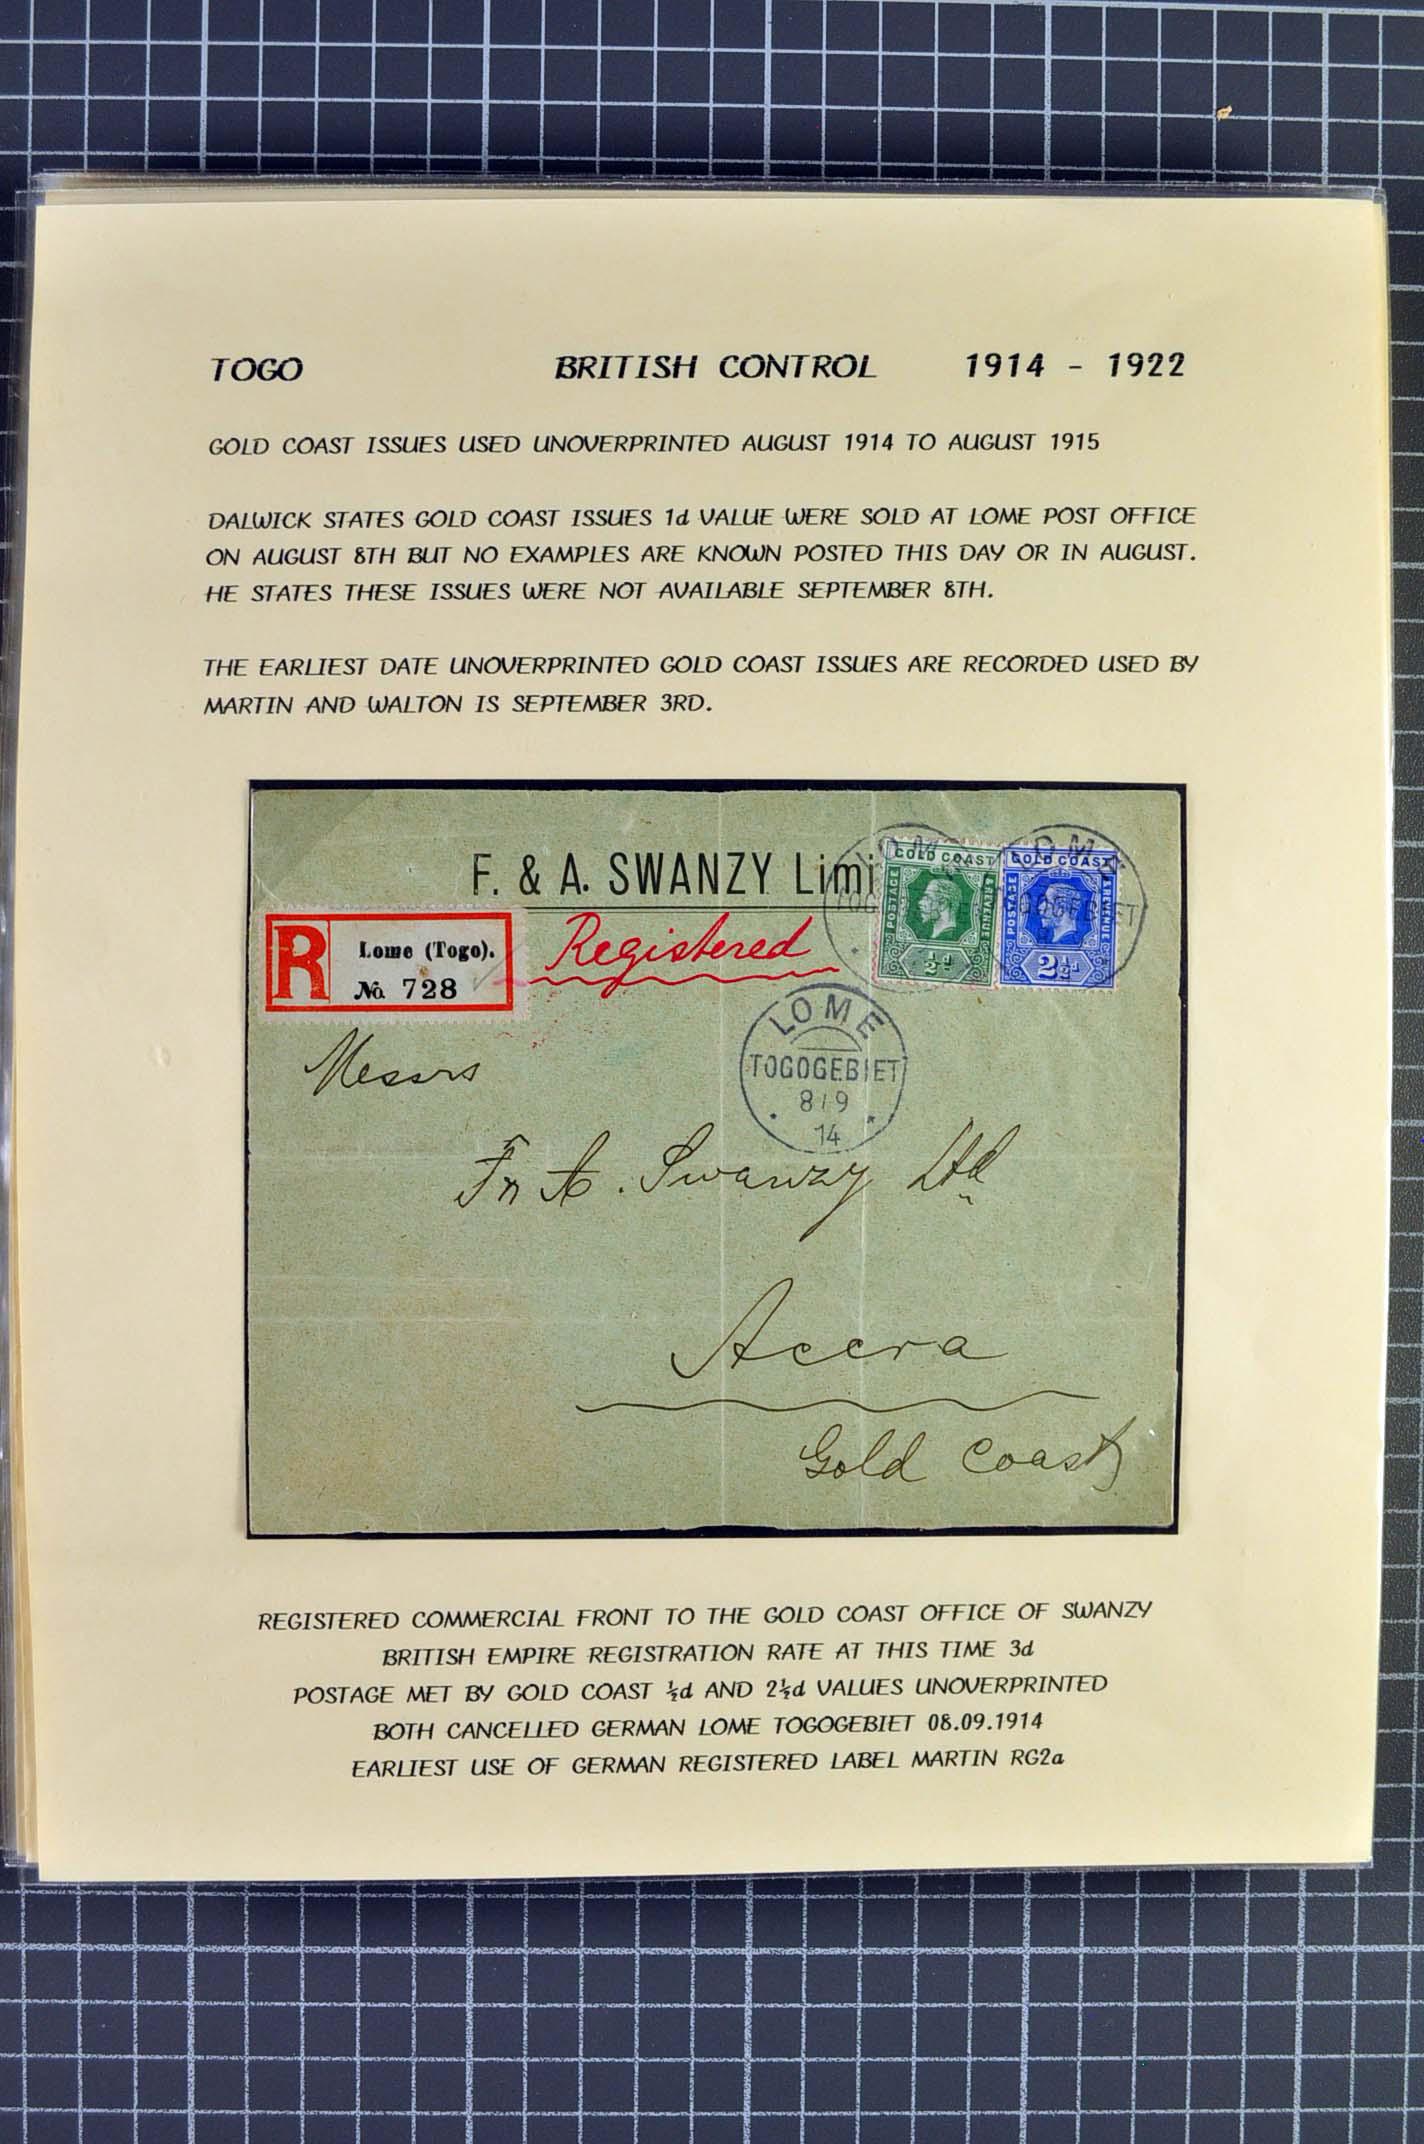 TOGO BRITISH CONTROL 1914 - 1922
GOLD COAST ISSUES USED UNOVERPRINTED AUGUST 1914 TO AUGUST 1915
DALWICK STATES GOLD COAST ISSUES 1d VALUE WERE SOLD AT LOME POST OFFICE
ON AUGUST 8TH BUT NO EXAMPLES ARE KNOWN POSTED THIS DAY OR IN AUGUST.
HE STATES THESE ISSUES WERE NOT AVAILABLE SEPTEMBER 8TH.
THE EARLIEST DATE UNOVERPRINTED GOLD COAST ISSUES ARE RECORDED USED BY
MARTIN AND WALTON IS SEPTEMBER 3RD.
F. & A. SWANZY Limi
GOLD COAST
POSTAGE
& REVENUE
½d
GOLD COAST
POSTAGE
& REVENUE
2½d
LOME
TOGOGEBIET
R Lome (Togo).
No. 728
Registered
LOME
TOGOGEBIET
8/9
14
Messrs
F & A. Swanzy Ltd
Accra
Gold Coast
REGISTERED COMMERCIAL FRONT TO THE GOLD COAST OFFICE OF SWANZY
BRITISH EMPIRE REGISTRATION RATE AT THIS TIME 3d
POSTAGE MET BY GOLD COAST ½d AND 2½d VALUES UNOVERPRINTED
BOTH CANCELLED GERMAN LOME TOGOGEBIET 08.09.1914
EARLIEST USE OF GERMAN REGISTERED LABEL MARTIN RG2a